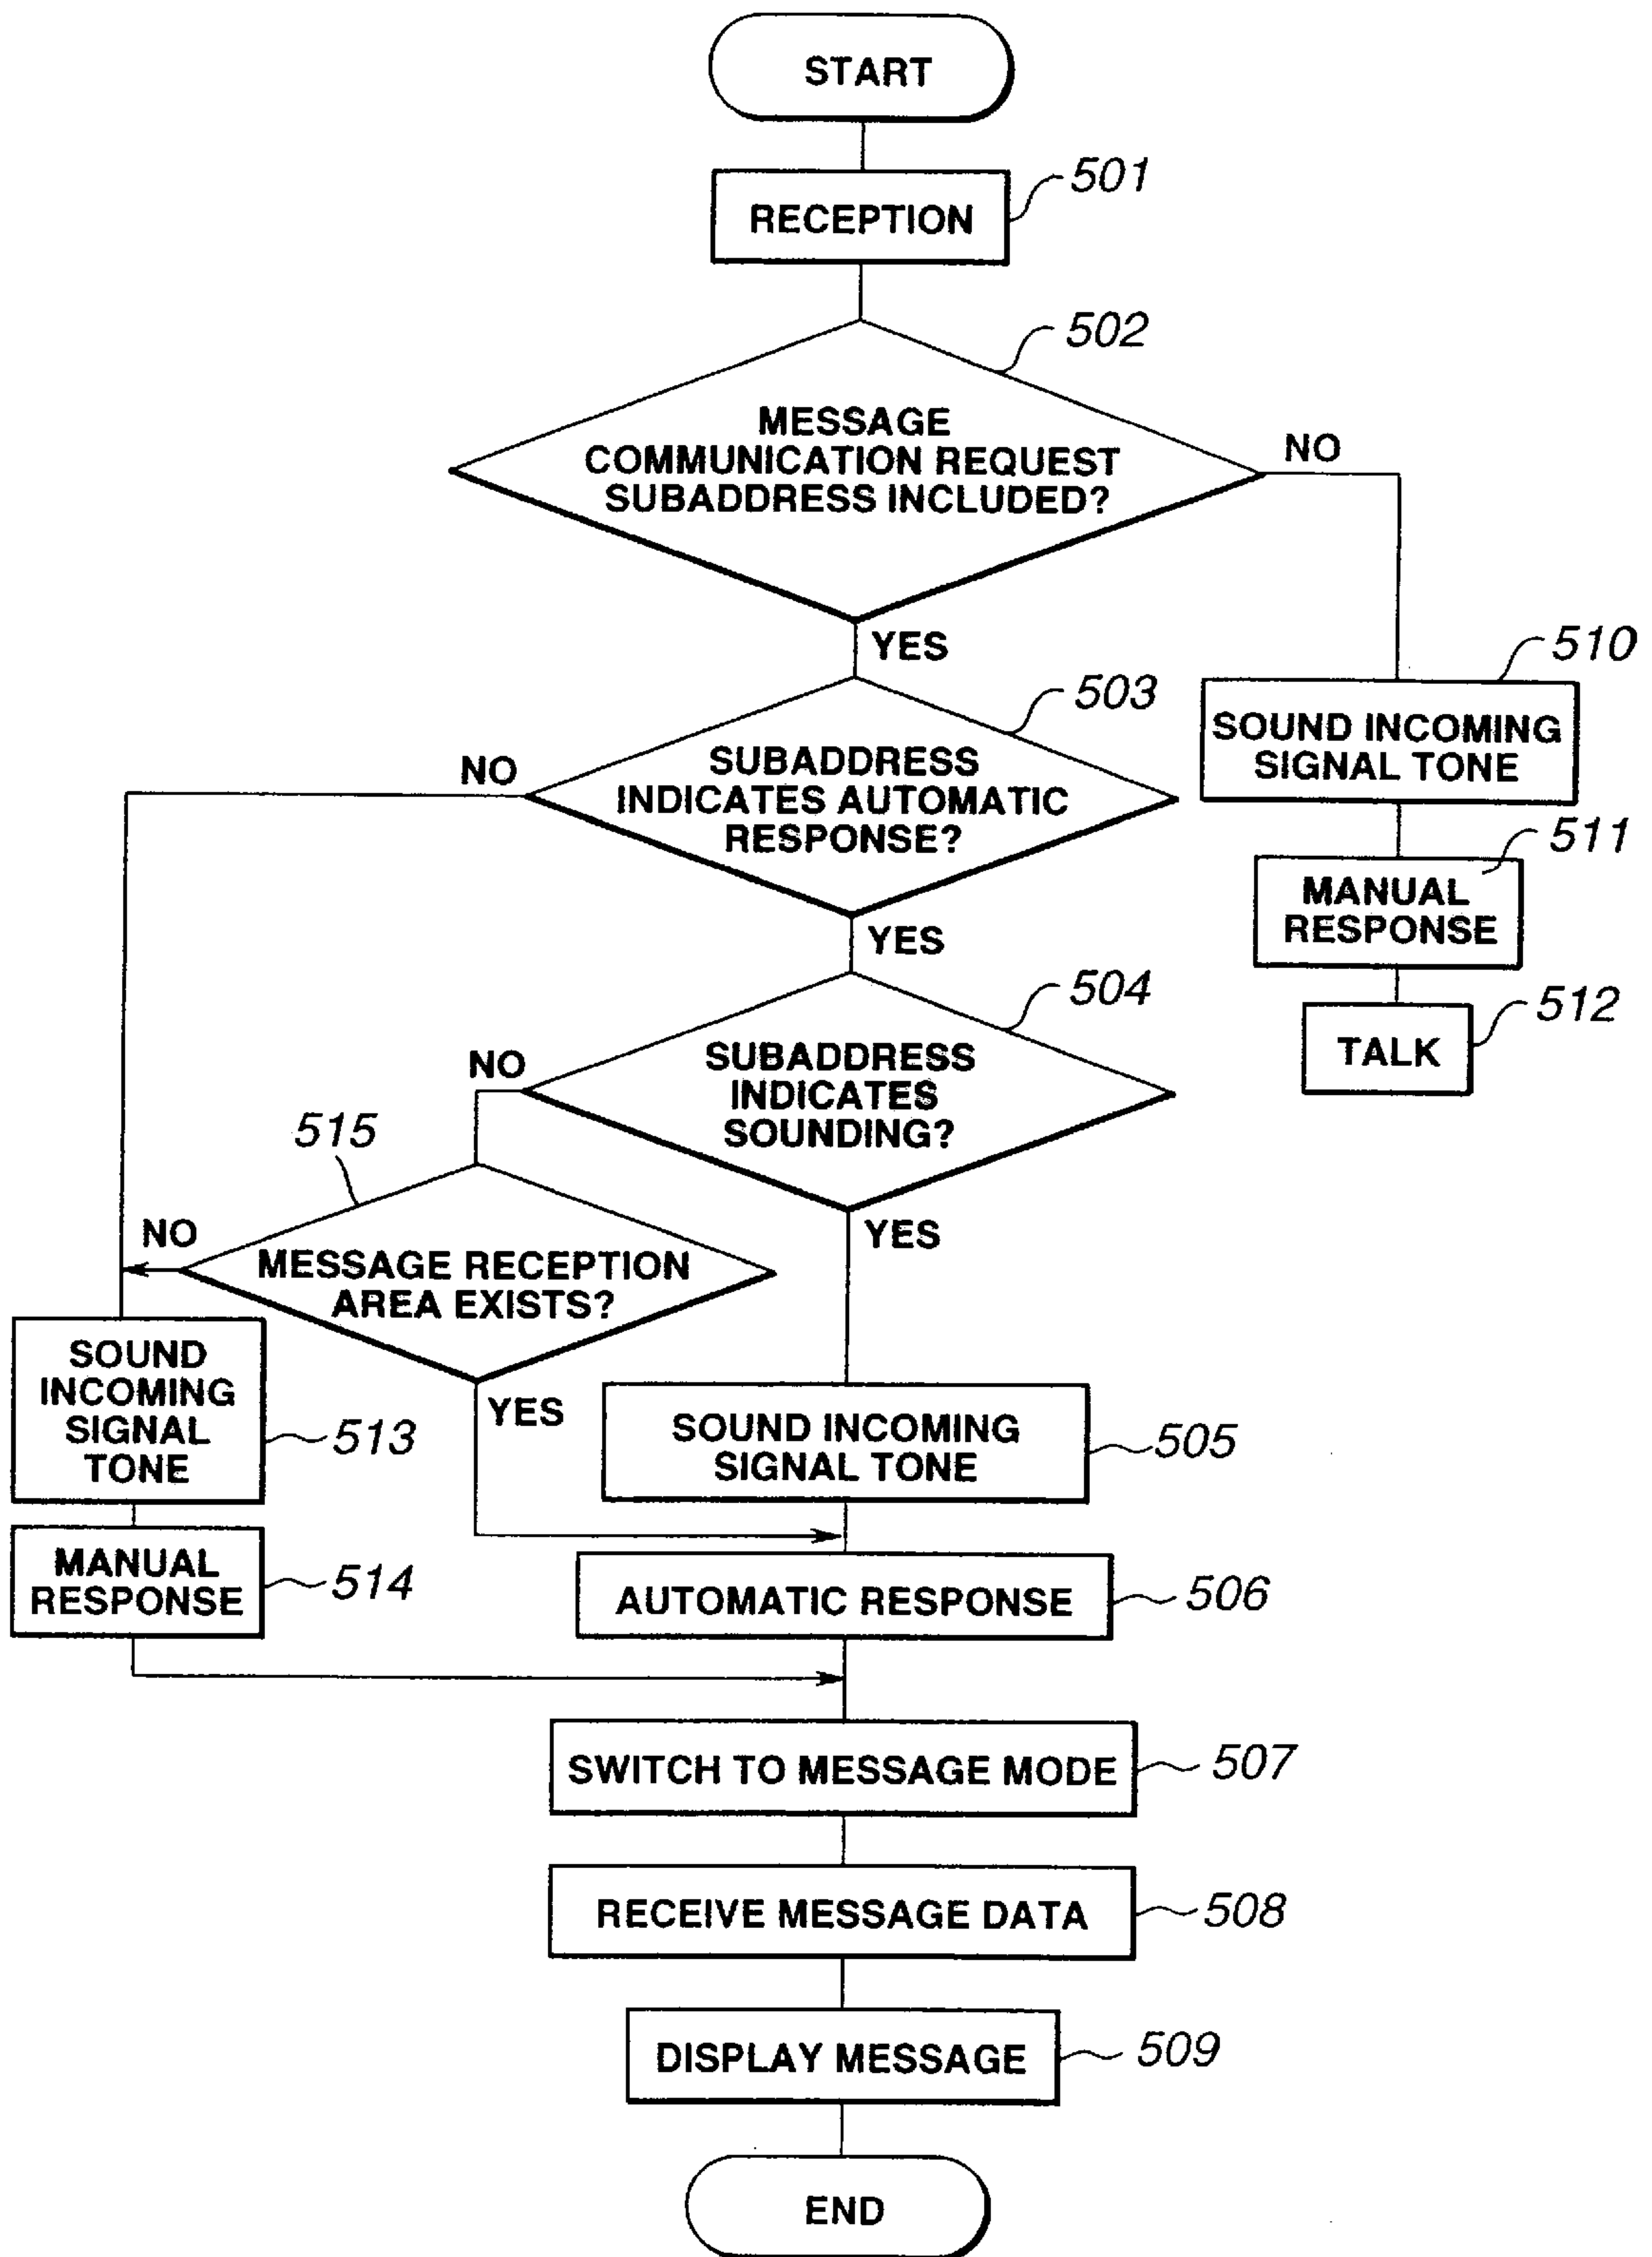 START
RECEPTION
501
MESSAGE
COMMUNICATION REQUEST
SUBADDRESS INCLUDED?
502
NO
YES
SUBADDRESS
INDICATES AUTOMATIC
RESPONSE?
503
NO
YES
SOUND INCOMING
SIGNAL TONE
510
MANUAL
RESPONSE
511
TALK
512
SUBADDRESS
INDICATES
SOUNDING?
504
NO
YES
515
MESSAGE RECEPTION
AREA EXISTS?
NO
YES
SOUND
INCOMING
SIGNAL
TONE
513
SOUND INCOMING
SIGNAL TONE
505
MANUAL
RESPONSE
514
AUTOMATIC RESPONSE
506
SWITCH TO MESSAGE MODE
507
RECEIVE MESSAGE DATA
508
DISPLAY MESSAGE
509
END